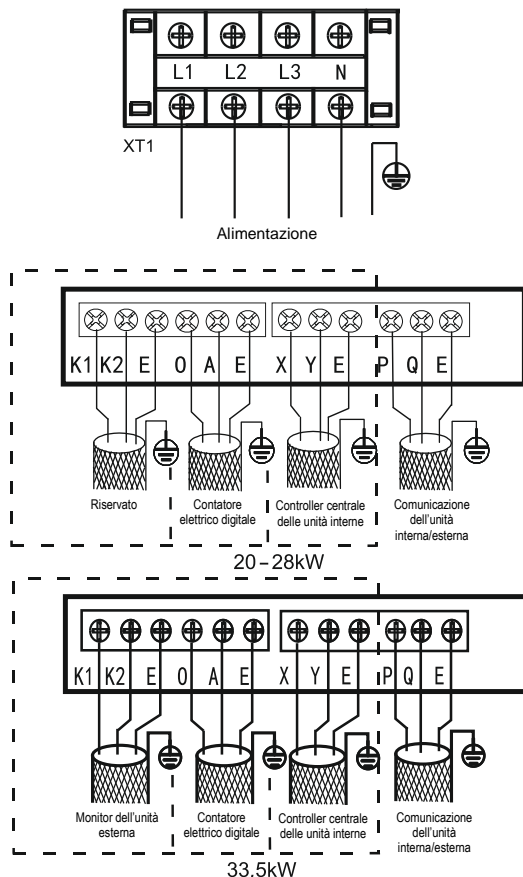 L1 L2 L3 N
XT1
Alimentazione
K1 K2 E O A E X Y E P Q E
Riservato
Contatore
elettrico digitale
Controller centrale
delle unità interne
Comunicazione
dell'unità
interna/esterna
20-28kW
K1 K2 E O A E X Y E P Q E
Monitor dell'unità
esterna
Contatore
elettrico digitale
Controller centrale
delle unità interne
Comunicazione
dell'unità
interna/esterna
33.5kW